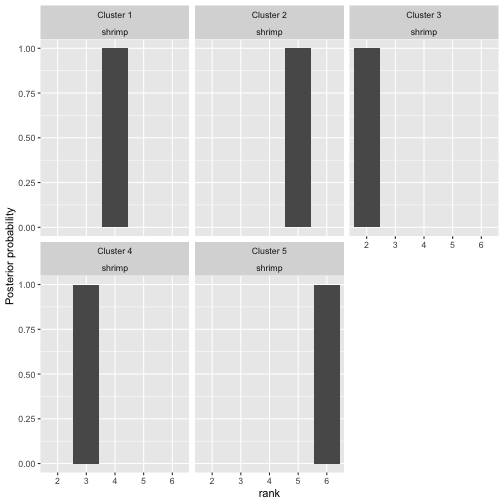 Cluster 1 Cluster 2 Cluster 3
shrimp shrimp shrimp
1.00
0.75
0.50
0.25
0.00
2 3 4 5 6
Cluster 4 Cluster 5
shrimp shrimp
1.00
0.75
0.50
0.25
0.00
2 3 4 5 6 2 3 4 5 6
rank
Posterior probability